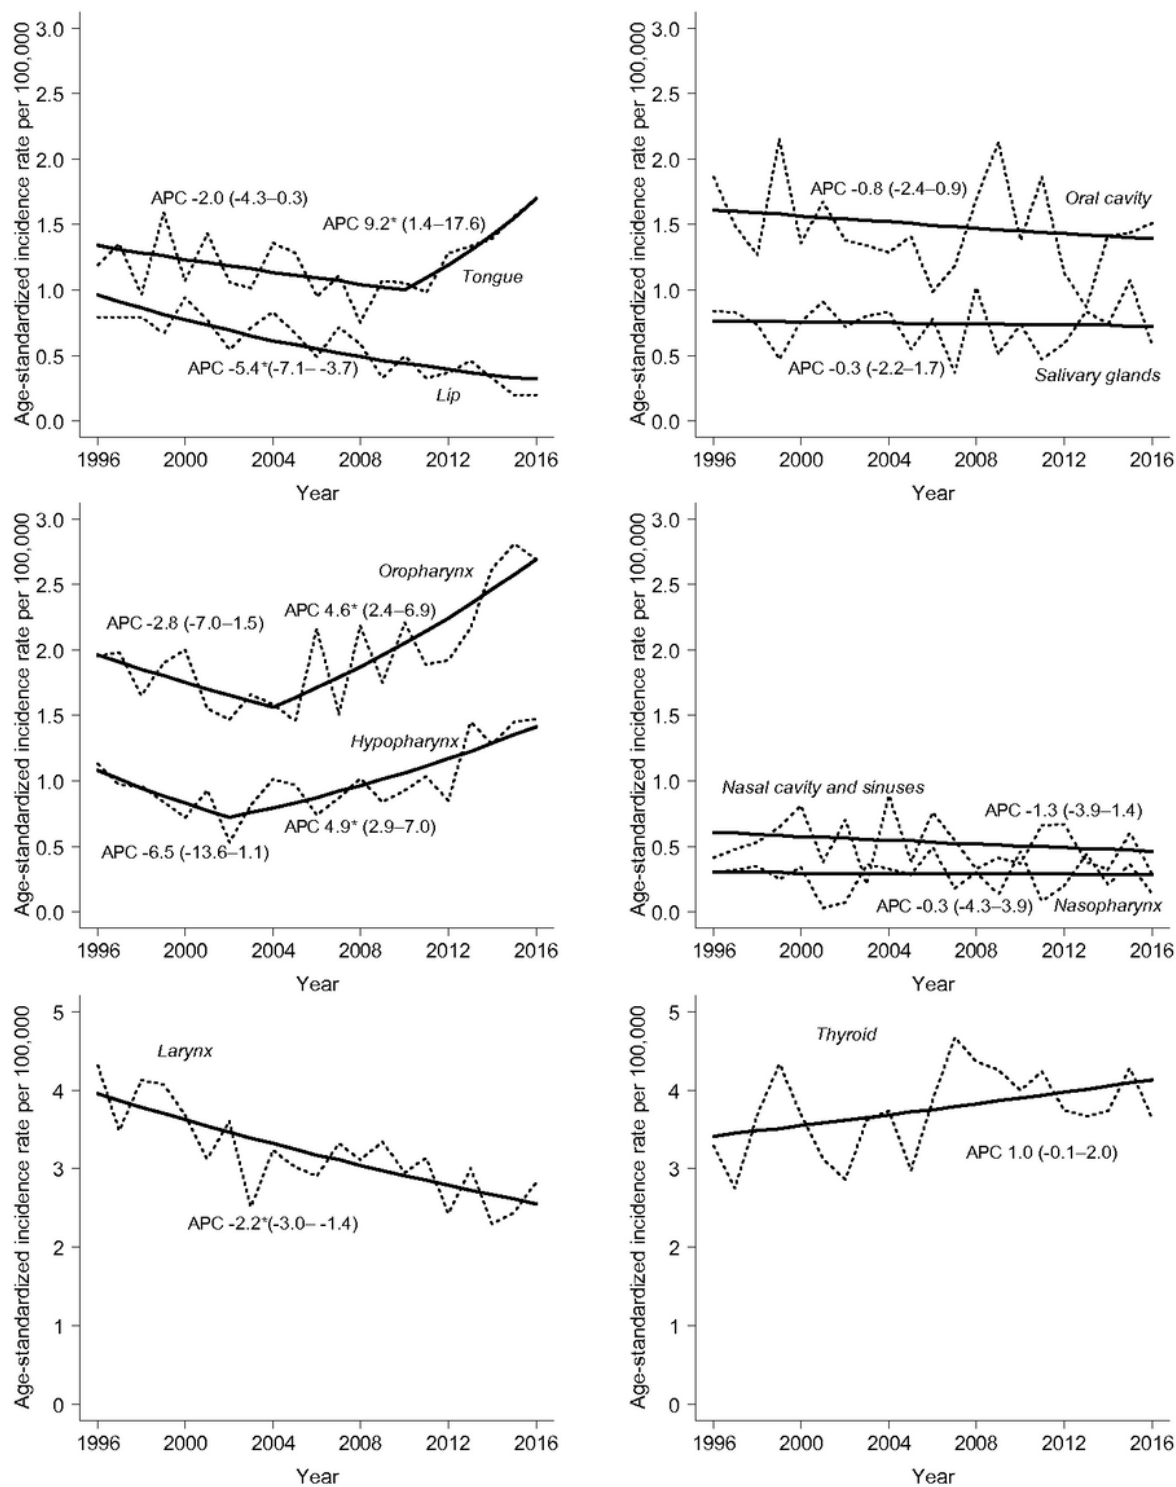 Age-standardized incidence rate per 100,000
3.0
2.5
2.0
1.5
1.0
0.5
0.0
APC -2.0 (-4.3–0.3)
APC 9.2* (1.4–17.6)
Tongue
APC -5.4*(-7.1– -3.7)
Lip
1996 2000 2004 2008 2012 2016
Year
Age-standardized incidence rate per 100,000
3.0
2.5
2.0
1.5
1.0
0.5
0.0
APC -0.8 (-2.4–0.9)
Oral cavity
APC -0.3 (-2.2–1.7)
Salivary glands
1996 2000 2004 2008 2012 2016
Year
Age-standardized incidence rate per 100,000
3.0
2.5
2.0
1.5
1.0
0.5
0.0
Oropharynx
APC -2.8 (-7.0–1.5)
APC 4.6* (2.4–6.9)
Hypopharynx
APC 4.9* (2.9–7.0)
APC -6.5 (-13.6–1.1)
1996 2000 2004 2008 2012 2016
Year
Age-standardized incidence rate per 100,000
3.0
2.5
2.0
1.5
1.0
0.5
0.0
Nasal cavity and sinuses
APC -1.3 (-3.9–1.4)
APC -0.3 (-4.3–3.9)
Nasopharynx
1996 2000 2004 2008 2012 2016
Year
Age-standardized incidence rate per 100,000
5
4
3
2
1
0
Larynx
APC -2.2*(-3.0– -1.4)
1996 2000 2004 2008 2012 2016
Year
Age-standardized incidence rate per 100,000
5
4
3
2
1
0
Thyroid
APC 1.0 (-0.1–2.0)
1996 2000 2004 2008 2012 2016
Year